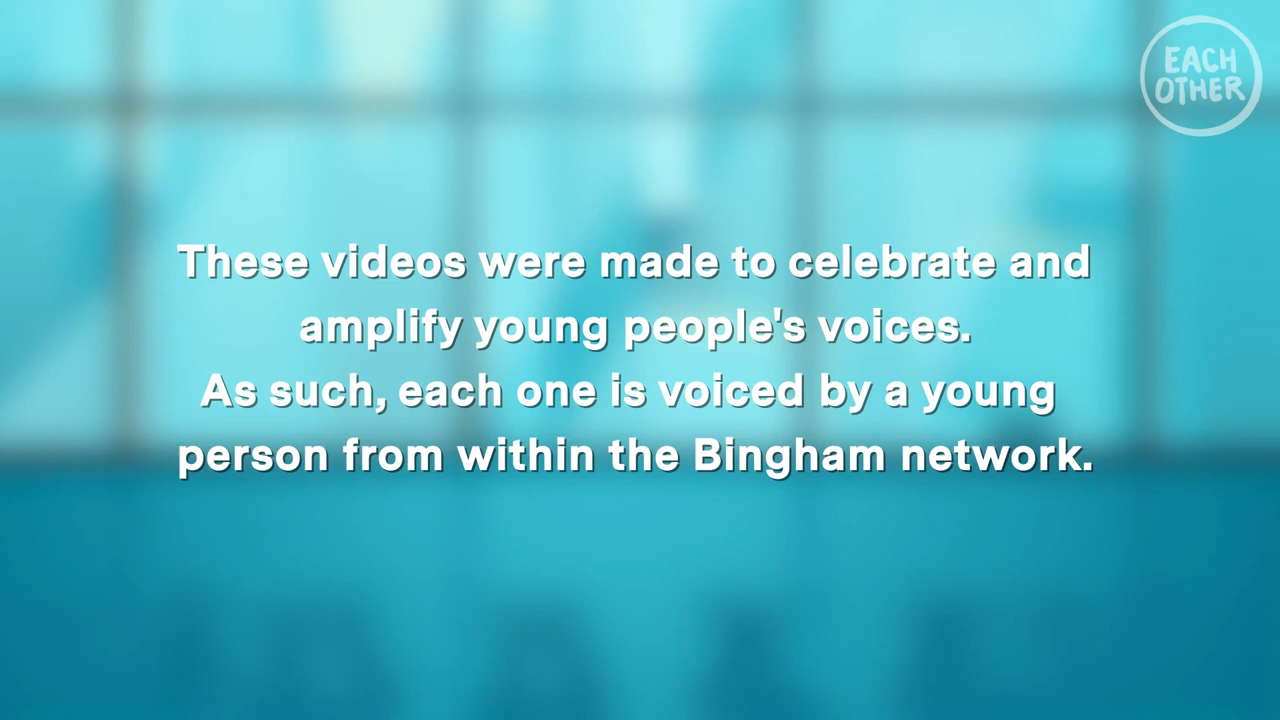 EACH
OTHER
These videos were made to celebrate and
amplify young people's voices.
As such, each one is voiced by a young
person from within the Bingham network.